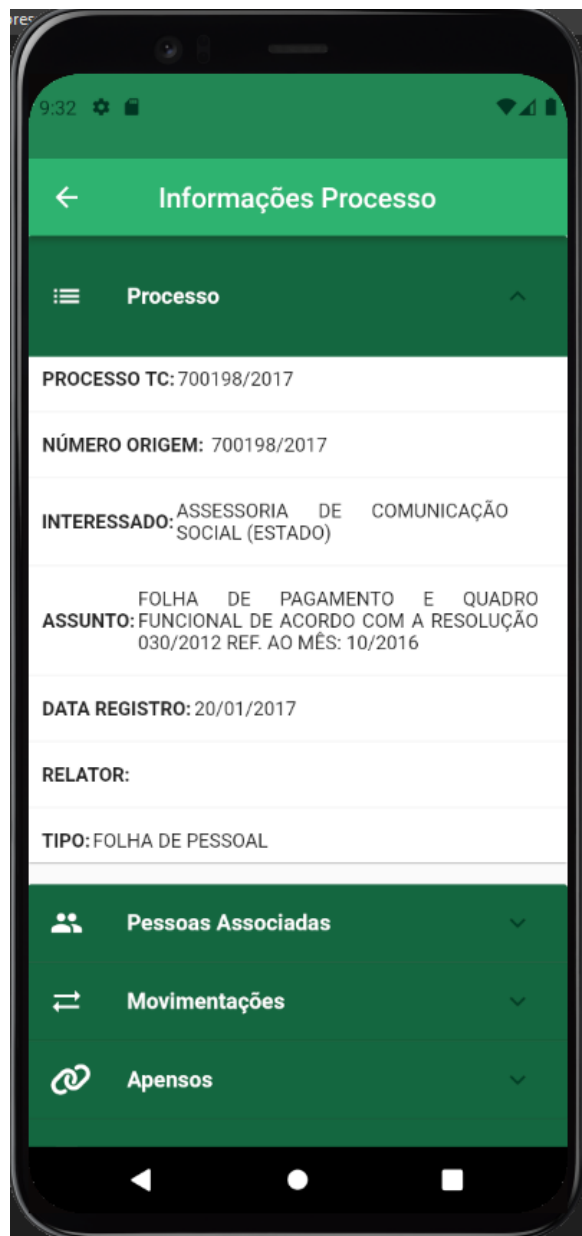 9:32
Informações Processo
Processo
PROCESSO TC: 700198/2017
NÚMERO ORIGEM: 700198/2017
INTERESSADO: ASSESSORIA DE COMUNICAÇÃO
SOCIAL (ESTADO)
ASSUNTO: FOLHA DE PAGAMENTO E QUADRO
FUNCIONAL DE ACORDO COM A RESOLUÇÃO
030/2012 REF. AO MÊS: 10/2016
DATA REGISTRO: 20/01/2017
RELATOR:
TIPO: FOLHA DE PESSOAL
Pessoas Associadas
Movimentações
Apensos